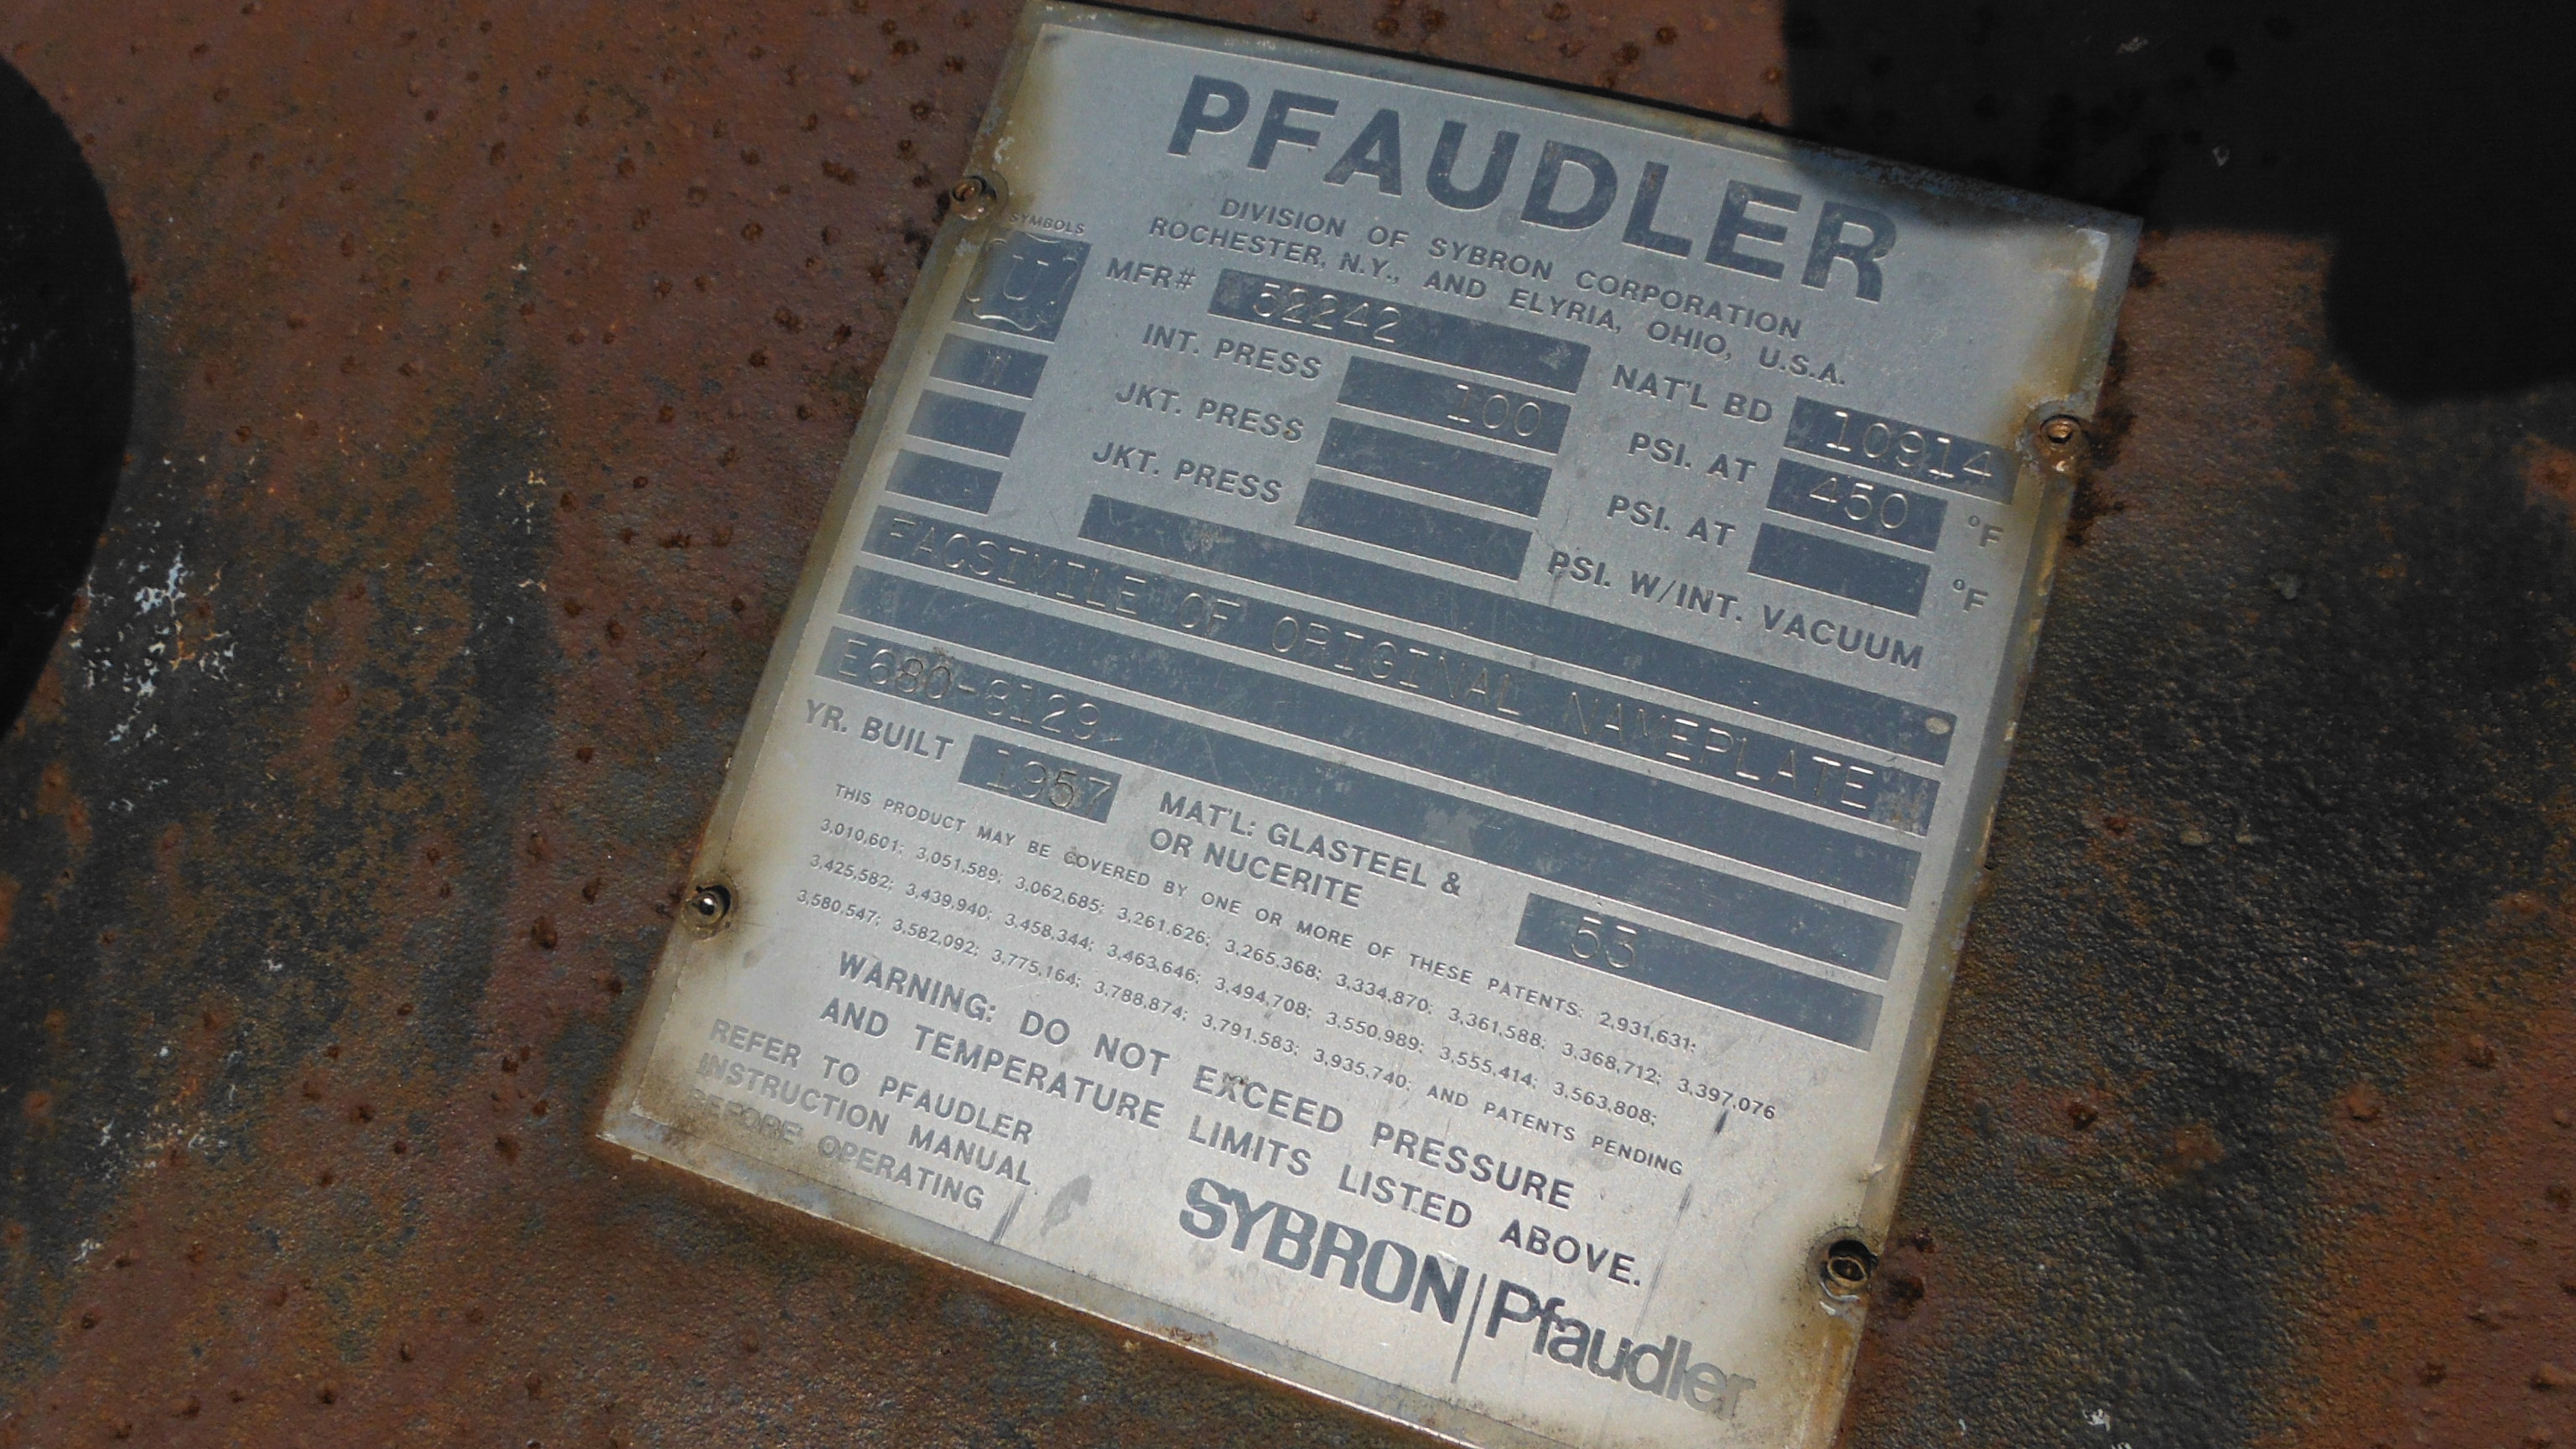 PFAUDLER
DIVISION OF SYBRON CORPORATION
ROCHESTER, N.Y., AND ELYRIA, OHIO, U.S.A.
SYMBOLS
U
W
MFR# 52242 NAT'L BD 10914
INT. PRESS 100 PSI. AT 450 °F
JKT. PRESS PSI. AT °F
JKT. PRESS PSI. W/INT. VACUUM
FACSIMILE OF ORIGINAL NAMEPLATE
E680-8129
YR. BUILT 1957 MAT'L: GLASTEEL & 53
OR NUCERITE
THIS PRODUCT MAY BE COVERED BY ONE OR MORE OF THESE PATENTS: 2,931,631;
3,010,601; 3,051,589; 3,062,685; 3,261,626; 3,265,368; 3,334,870; 3,361,588; 3,368,712; 3,397,076
3,425,582; 3,439,940; 3,458,344; 3,463,646; 3,494,708; 3,550,989; 3,555,414; 3,563,808;
3,580,547; 3,582,092; 3,775,164; 3,788,874; 3,791,583; 3,935,740; AND PATENTS PENDING
WARNING: DO NOT EXCEED PRESSURE
AND TEMPERATURE LIMITS LISTED ABOVE.
REFER TO PFAUDLER
INSTRUCTION MANUAL
BEFORE OPERATING
SYBRON | Pfaudler